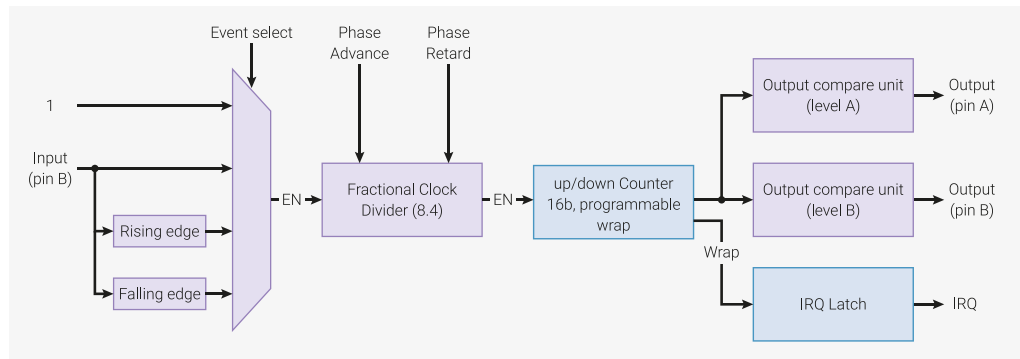 Event select
Phase
Advance
Phase
Retard
1
Input
(pin B)
Rising edge
Falling edge
EN
Fractional Clock
Divider (8.4)
EN
up/down Counter
16b, programmable
wrap
Wrap
Output compare unit
(level A)
Output
(pin A)
Output compare unit
(level B)
Output
(pin B)
IRQ Latch
IRQ